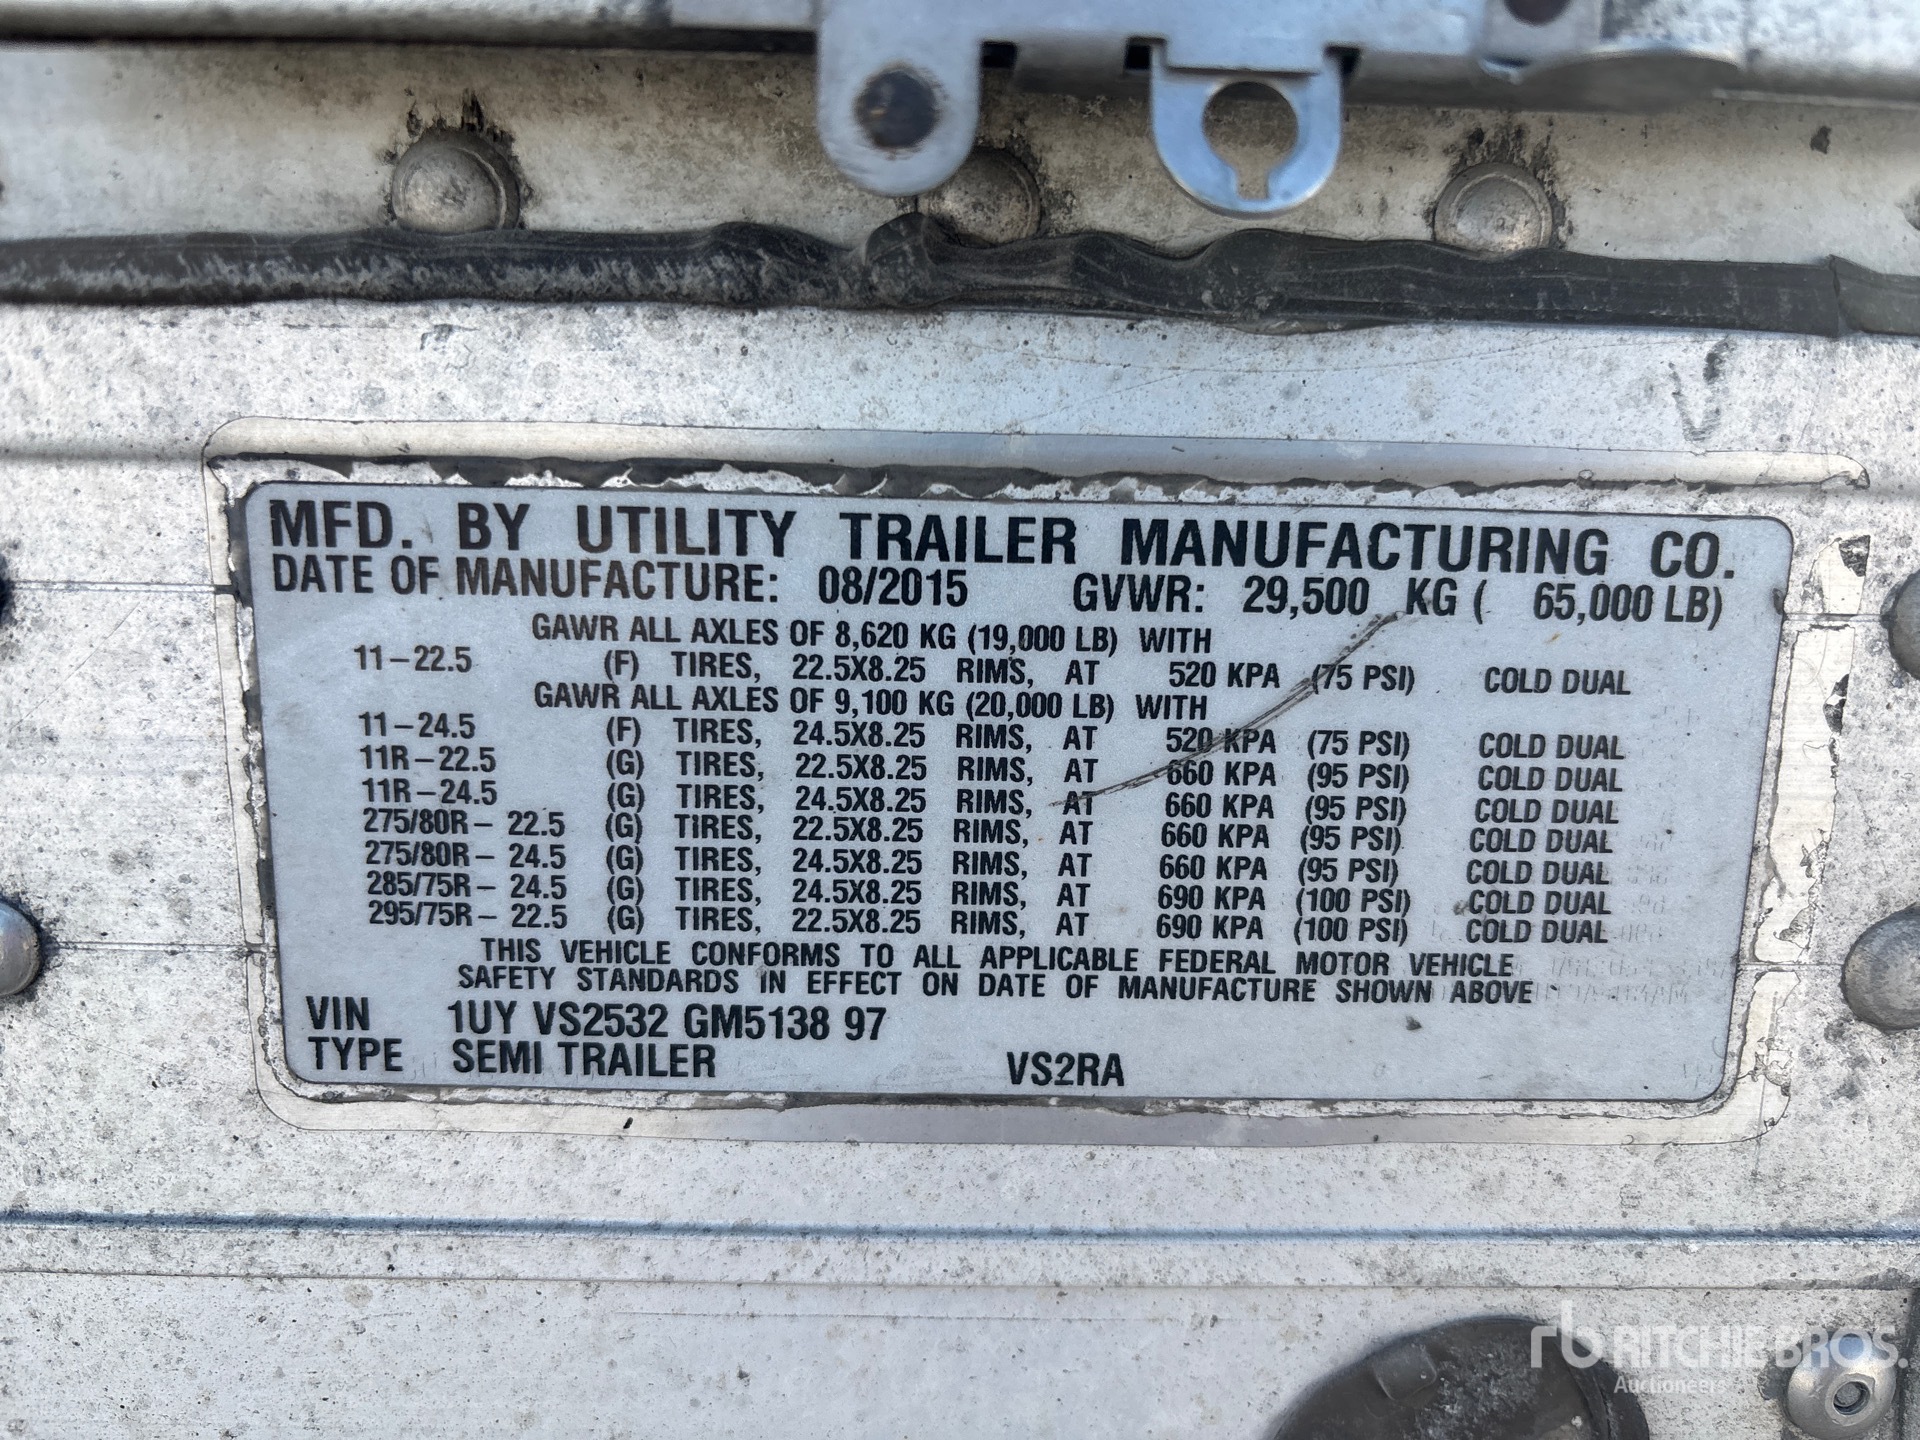 MFD. BY UTILITY TRAILER MANUFACTURING CO.
DATE OF MANUFACTURE: 08/2015 GVWR: 29,500 KG ( 65,000 LB)
GAWR ALL AXLES OF 8,620 KG (19,000 LB) WITH
11-22.5 (F) TIRES, 22.5X8.25 RIMS, AT 520 KPA (75 PSI) COLD DUAL
GAWR ALL AXLES OF 9,100 KG (20,000 LB) WITH
11-24.5 (F) TIRES, 24.5X8.25 RIMS, AT 520 KPA (75 PSI) COLD DUAL
11R-22.5 (G) TIRES, 22.5X8.25 RIMS, AT 660 KPA (95 PSI) COLD DUAL
11R-24.5 (G) TIRES, 24.5X8.25 RIMS, AT 660 KPA (95 PSI) COLD DUAL
275/80R- 22.5 (G) TIRES, 22.5X8.25 RIMS, AT 660 KPA (95 PSI) COLD DUAL
275/80R- 24.5 (G) TIRES, 24.5X8.25 RIMS, AT 660 KPA (95 PSI) COLD DUAL
285/75R- 24.5 (G) TIRES, 24.5X8.25 RIMS, AT 690 KPA (100 PSI) COLD DUAL
295/75R- 22.5 (G) TIRES, 22.5X8.25 RIMS, AT 690 KPA (100 PSI) COLD DUAL
THIS VEHICLE CONFORMS TO ALL APPLICABLE FEDERAL MOTOR VEHICLE
SAFETY STANDARDS IN EFFECT ON DATE OF MANUFACTURE SHOWN ABOVE
VIN 1UY VS2532 GM5138 97
TYPE SEMI TRAILER VS2RA
rb RITCHIE BROS.
Auctioneers